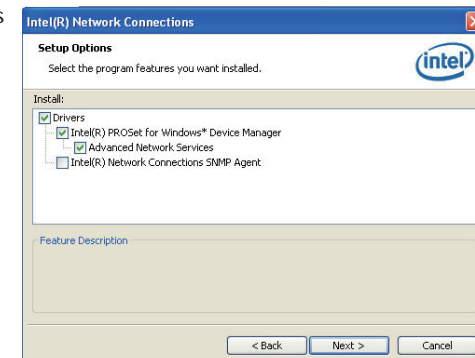 s
Intel(R) Network Connections
Setup Options
Select the program features you want installed.
intel
Install:
Drivers
Intel(R) PROSet for Windows* Device Manager
Advanced Network Services
Intel(R) Network Connections SNMP Agent
Feature Description
< Back Next > Cancel